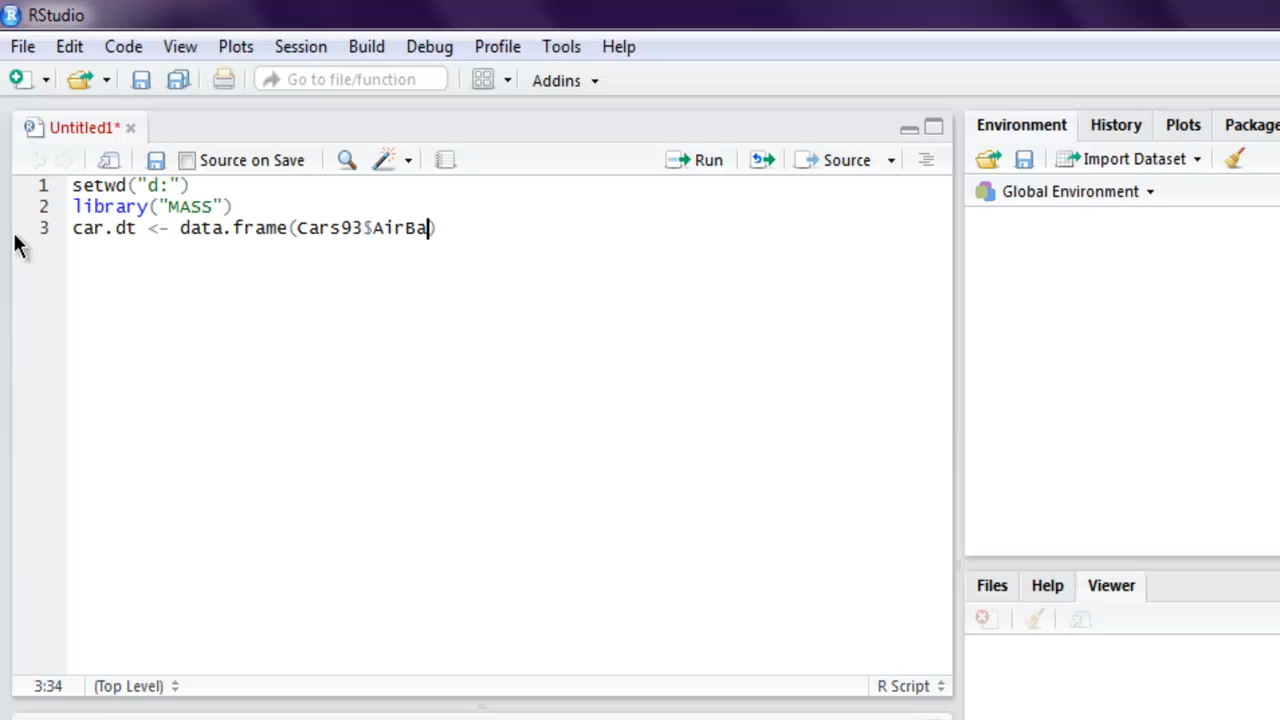 RStudio
File Edit Code View Plots Session Build Debug Profile Tools Help
Go to file/function Addins
Untitled1*
Source on Save Run Source
1 setwd("d:")
2 library("MASS")
3 car.dt <- data.frame(Cars93$AirBa)
3:34 (Top Level) R Script
Environment History Plots Package
Import Dataset
Global Environment
Files Help Viewer